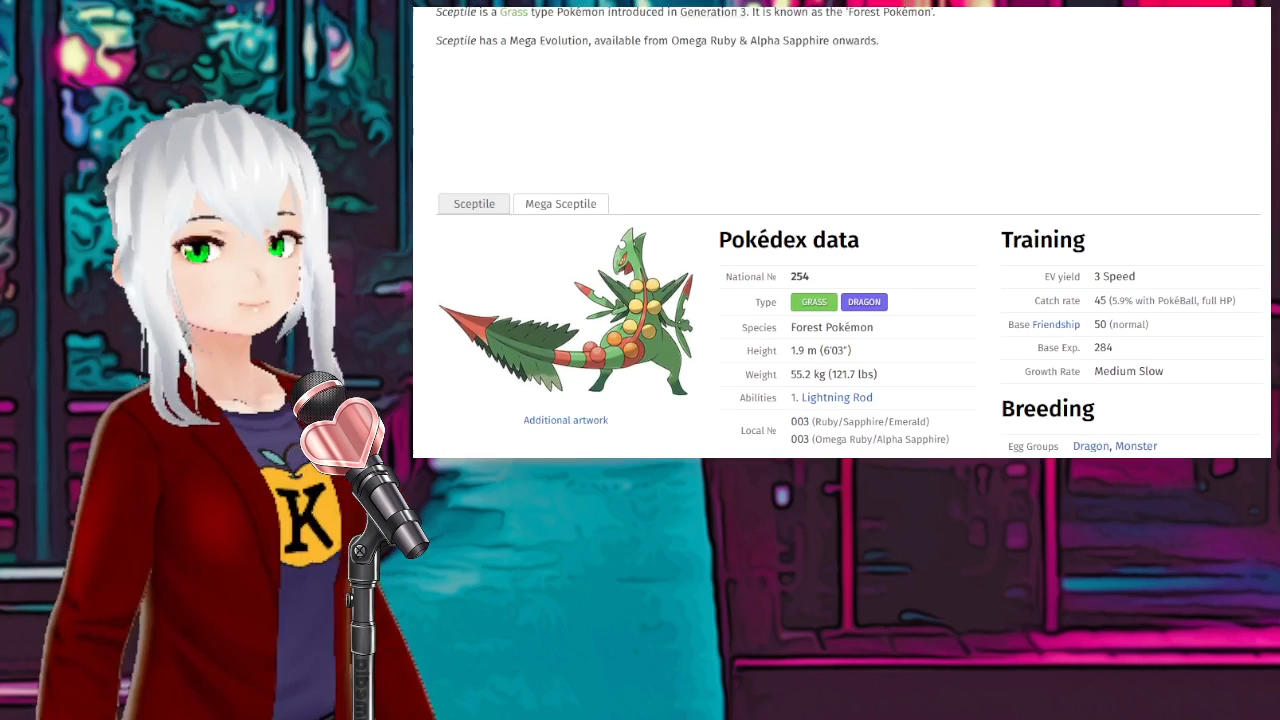 Sceptile is a Grass type Pokémon introduced in Generation 3. It is known as the 'Forest Pokémon'.
Sceptile has a Mega Evolution, available from Omega Ruby & Alpha Sapphire onwards.
Sceptile
Mega Sceptile
Additional artwork
Pokédex data
National № 254
Type GRASS DRAGON
Species Forest Pokémon
Height 1.9 m (6′03″)
Weight 55.2 kg (121.7 lbs)
Abilities 1. Lightning Rod
Local № 003 (Ruby/Sapphire/Emerald)
003 (Omega Ruby/Alpha Sapphire)
Training
EV yield 3 Speed
Catch rate 45 (5.9% with PokéBall, full HP)
Base Friendship 50 (normal)
Base Exp. 284
Growth Rate Medium Slow
Breeding
Egg Groups Dragon, Monster
K